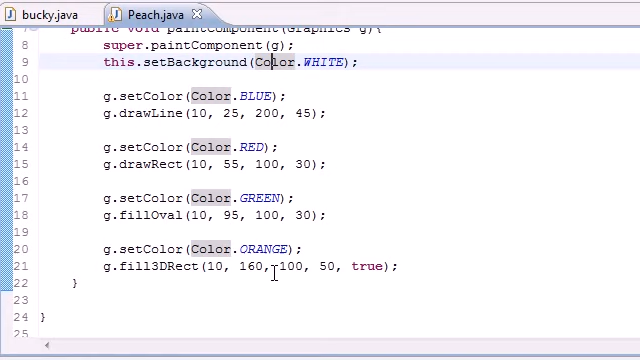 bucky.java Peach.java
7 public void paintComponent(Graphics g){
8 super.paintComponent(g);
9 this.setBackground(Color.WHITE);
10
11 g.setColor(Color.BLUE);
12 g.drawLine(10, 25, 200, 45);
13
14 g.setColor(Color.RED);
15 g.drawRect(10, 55, 100, 30);
16
17 g.setColor(Color.GREEN);
18 g.fillOval(10, 95, 100, 30);
19
20 g.setColor(Color.ORANGE);
21 g.fill3DRect(10, 160, 100, 50, true);
22 }
23
24 }
25